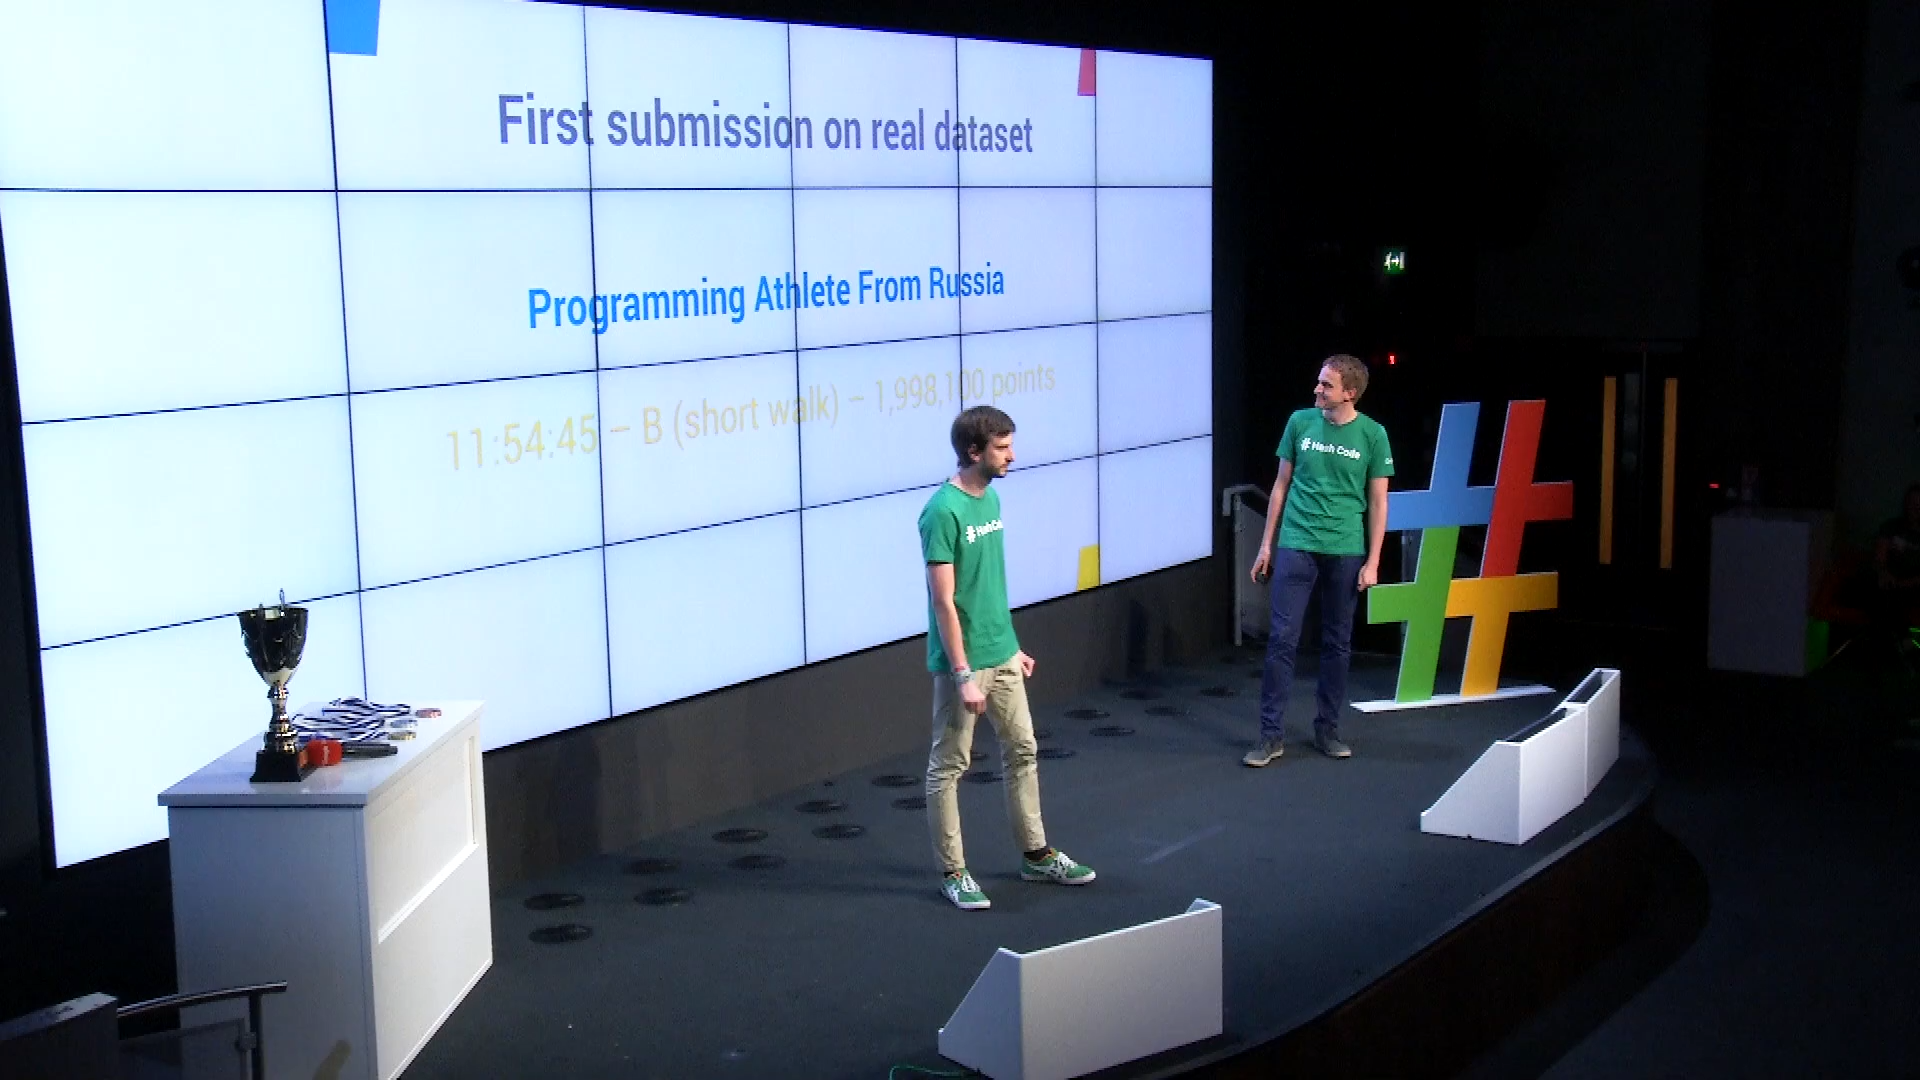 First submission on real dataset
Programming Athlete From Russia
11:54:45 – B (short walk) – 1,998,100 points
# Hash Code
# Hash Co